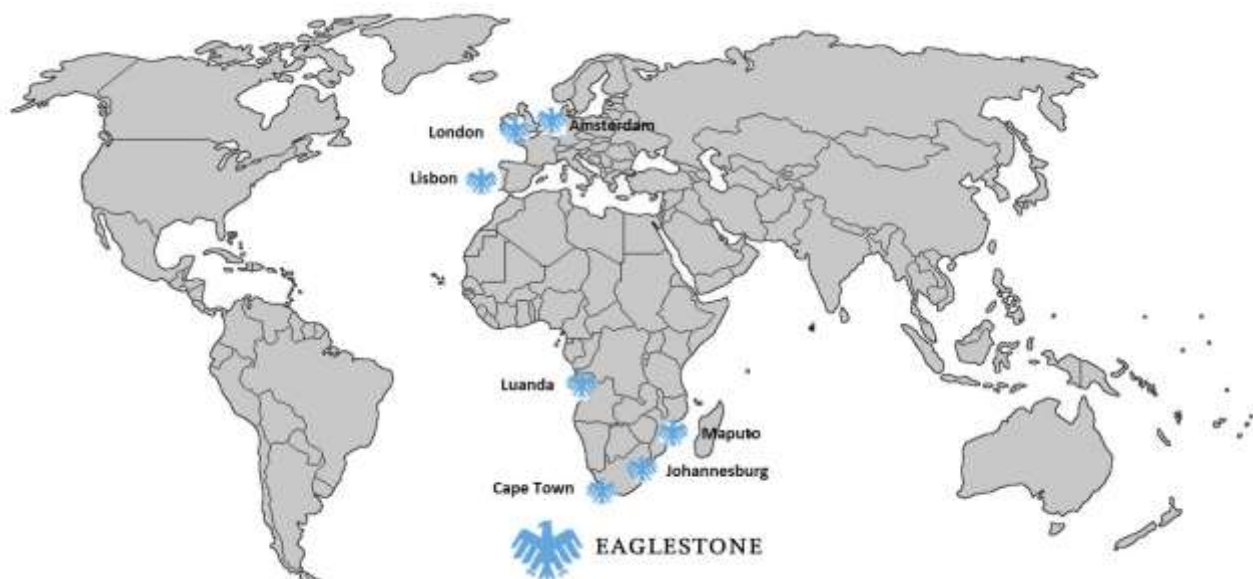 London
Amsterdam
Lisbon
Luanda
Maputo
Johannesburg
Cape Town
EAGLESTONE